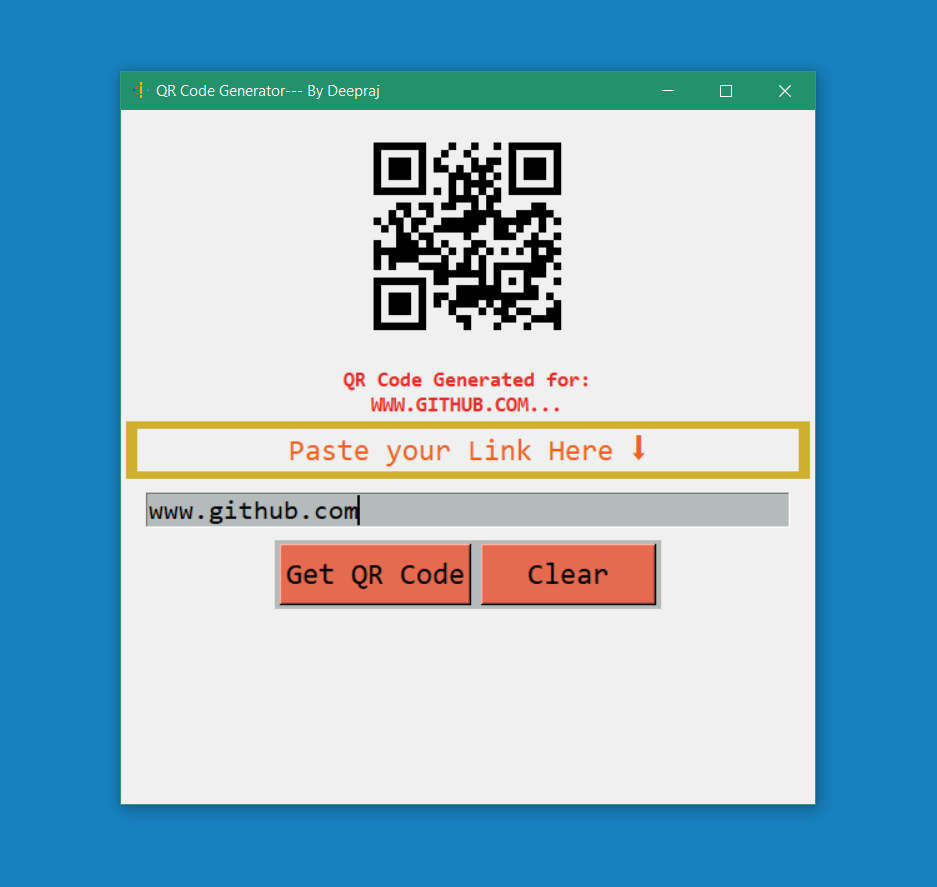 QR Code Generator--- By Deepraj
QR Code Generated for:
WWW.GITHUB.COM...
Paste your Link Here ⬇
www.github.com
Get QR Code
Clear